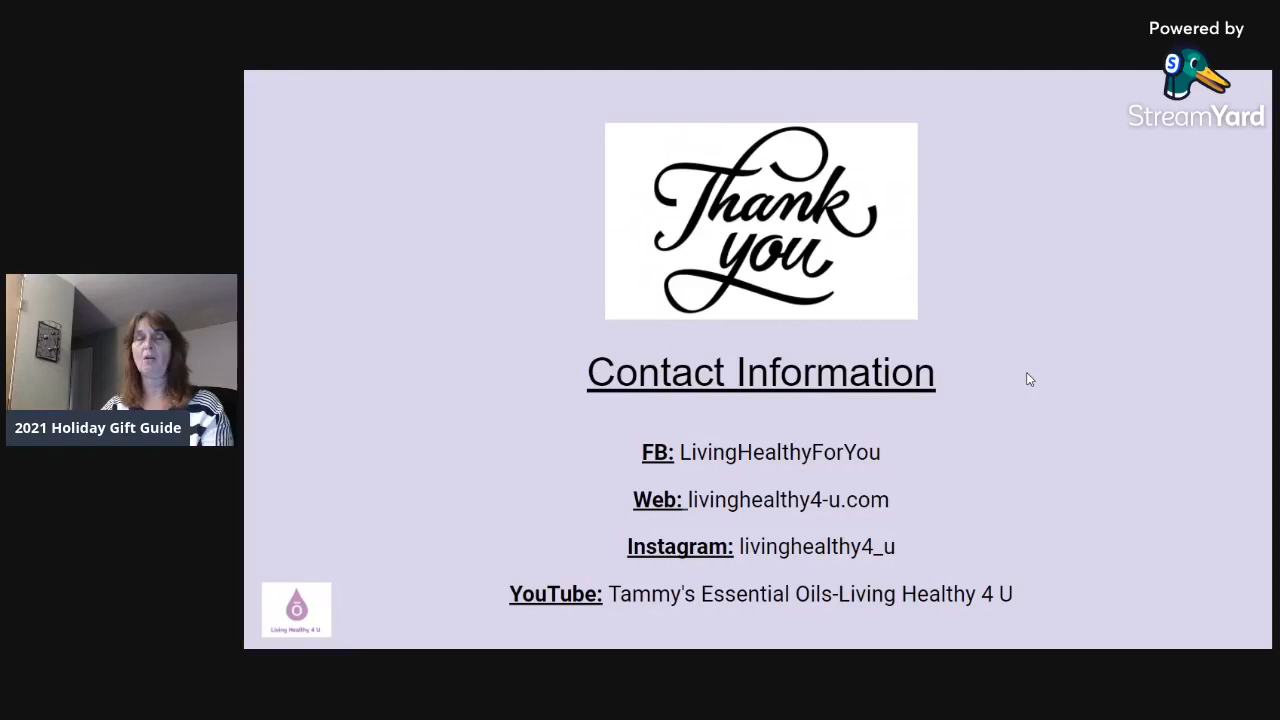 Powered by
StreamYard
Thank
you
Contact Information
FB: LivingHealthyForYou
Web: livinghealthy4-u.com
Instagram: livinghealthy4_u
YouTube: Tammy's Essential Oils-Living Healthy 4 U
2021 Holiday Gift Guide
Ō
Living Healthy 4 U